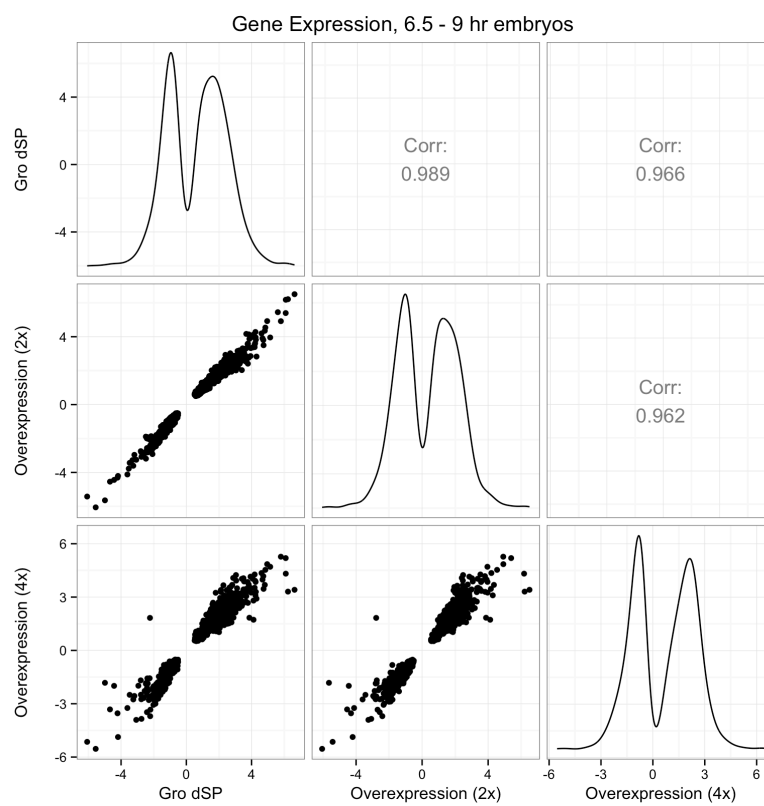 Gene Expression, 6.5 - 9 hr embryos
Gro dSP
4
0
-4
Corr:
0.989
Corr:
0.966
Overexpression (2x)
4
0
-4
Corr:
0.962
Overexpression (4x)
6
3
0
-3
-6
-4 0 4
-4 0 4
-6 -3 0 3 6
Gro dSP
Overexpression (2x)
Overexpression (4x)